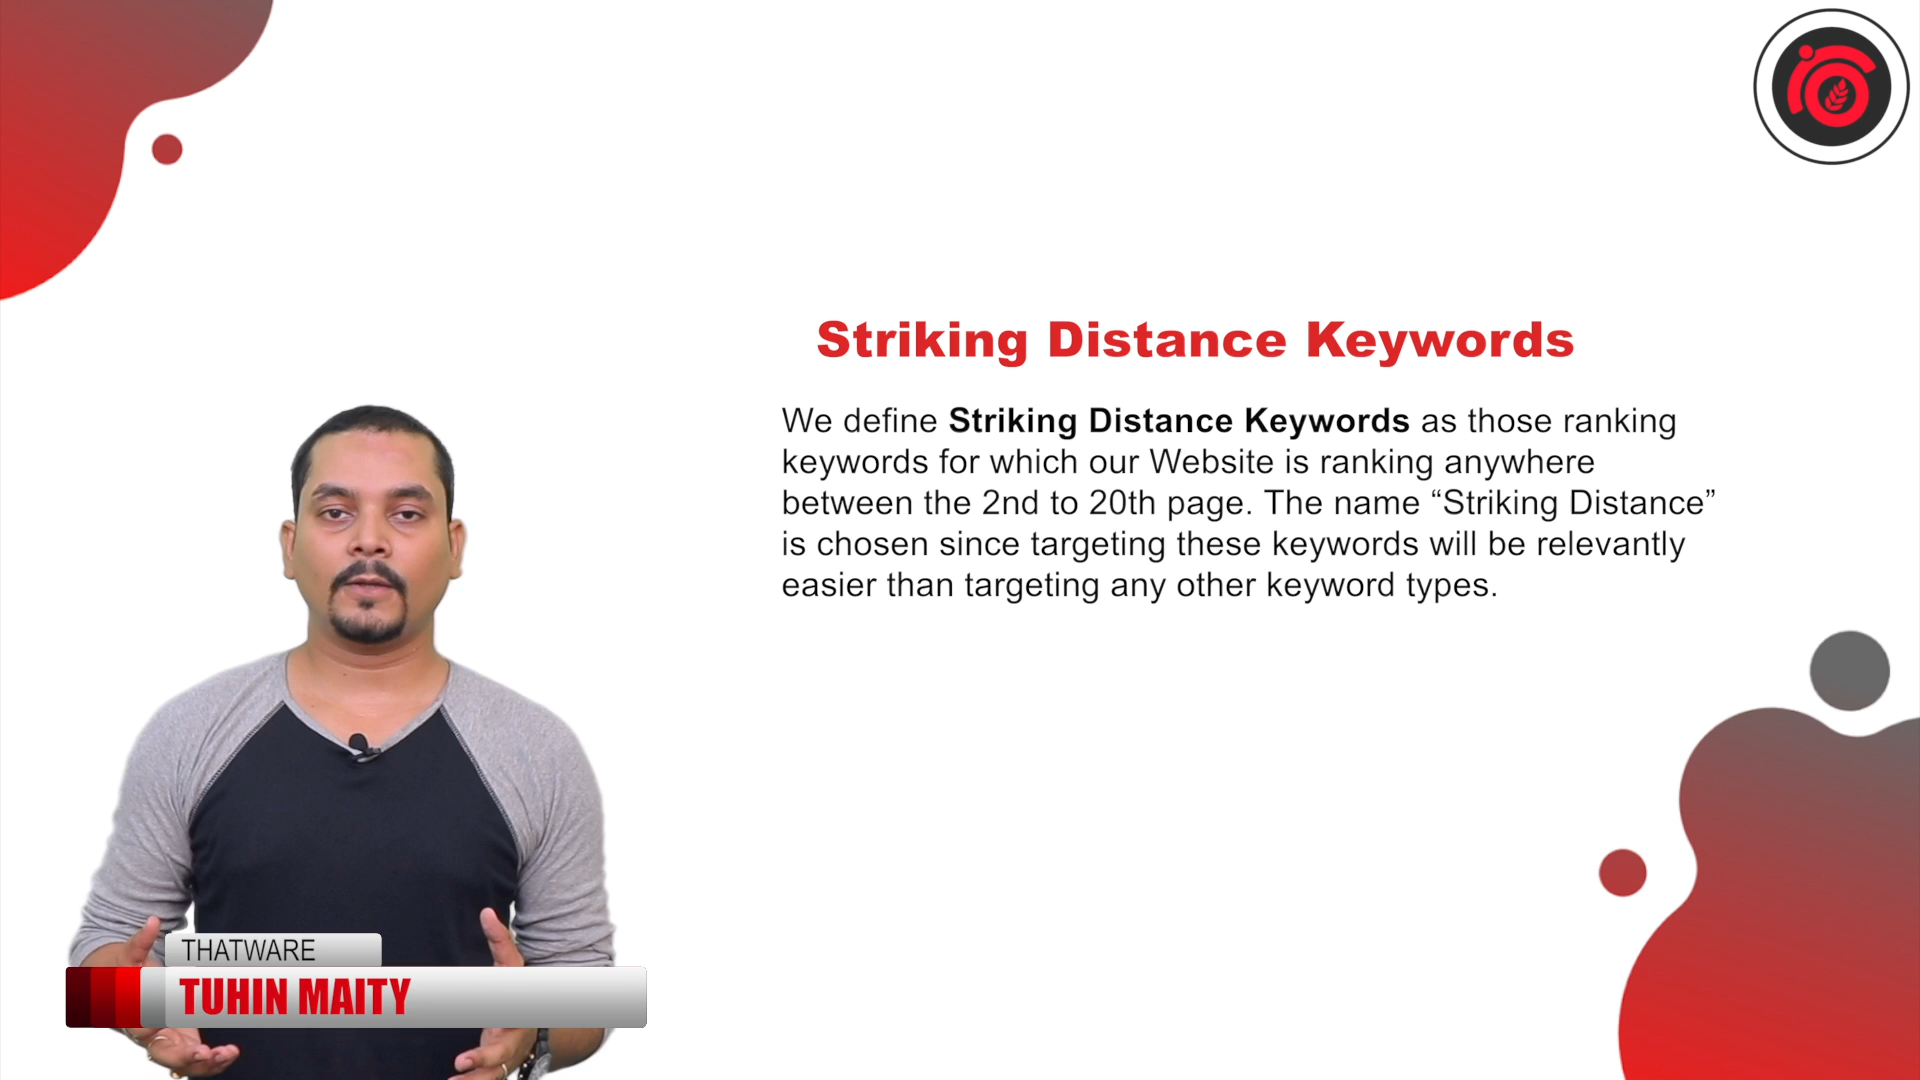 Striking Distance Keywords
We define Striking Distance Keywords as those ranking
keywords for which our Website is ranking anywhere
between the 2nd to 20th page. The name “Striking Distance”
is chosen since targeting these keywords will be relevantly
easier than targeting any other keyword types.
THATWARE
TUHIN MAITY